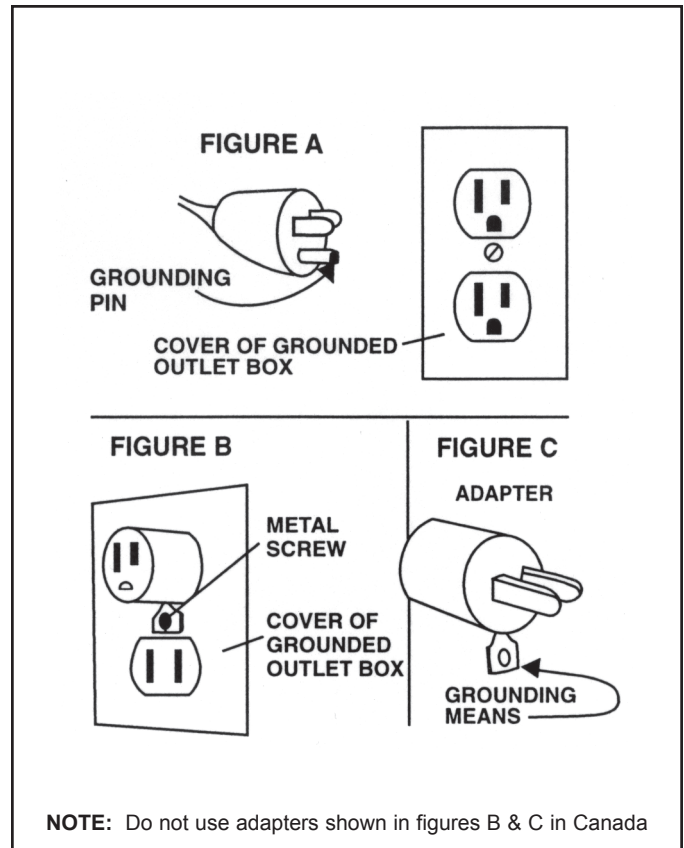 FIGURE A
GROUNDING
PIN
COVER OF GROUNDED
OUTLET BOX
FIGURE B
METAL
SCREW
COVER OF
GROUNDED
OUTLET BOX
FIGURE C
ADAPTER
GROUNDING
MEANS
NOTE: Do not use adapters shown in figures B & C in Canada